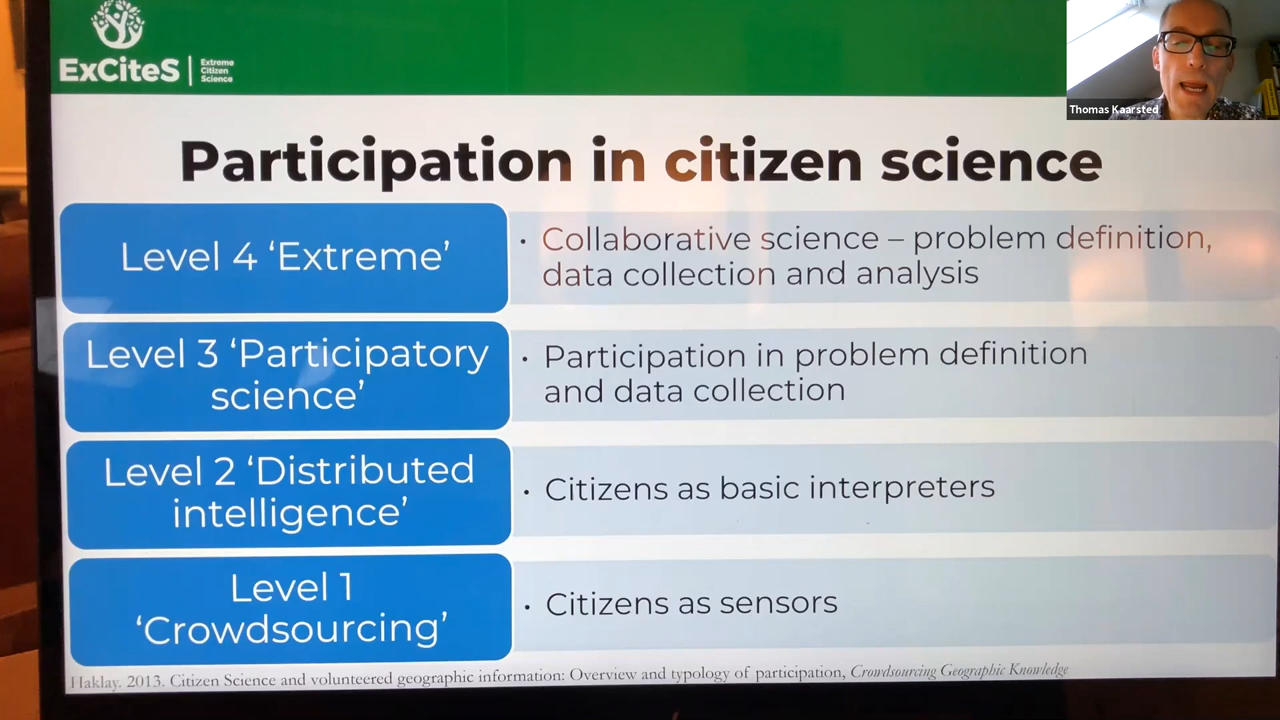 ExCiteS
Extreme
Citizen
Science
Thomas Kaarsted
Participation in citizen science
Level 4 ‘Extreme’
• Collaborative science – problem definition,
data collection and analysis
Level 3 ‘Participatory
science’
• Participation in problem definition
and data collection
Level 2 ‘Distributed
intelligence’
• Citizens as basic interpreters
Level 1
‘Crowdsourcing’
• Citizens as sensors
Haklay. 2013. Citizen Science and volunteered geographic information: Overview and typology of participation, Crowdsourcing Geographic Knowledge